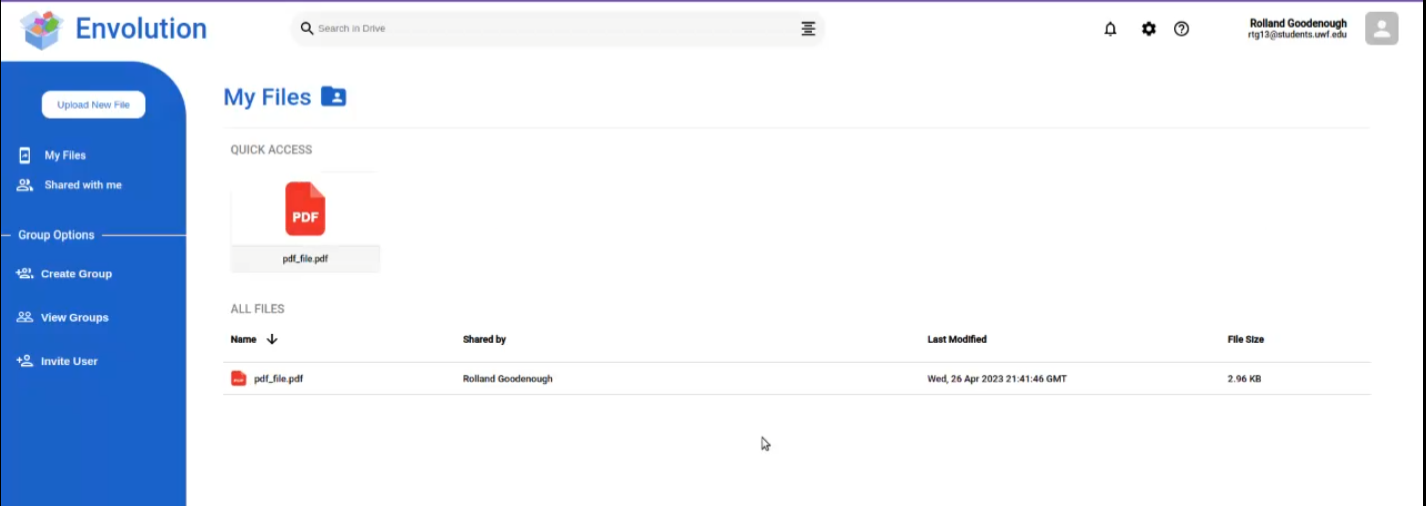 Envolution
Search in Drive
Rolland Goodenough
rtg13@students.uwf.edu
Upload New File
My Files
Shared with me
Group Options
Create Group
View Groups
Invite User
My Files
QUICK ACCESS
PDF
pdf_file.pdf
ALL FILES
Name Shared by Last Modified File Size
pdf_file.pdf Rolland Goodenough Wed, 26 Apr 2023 21:41:46 GMT 2.96 KB